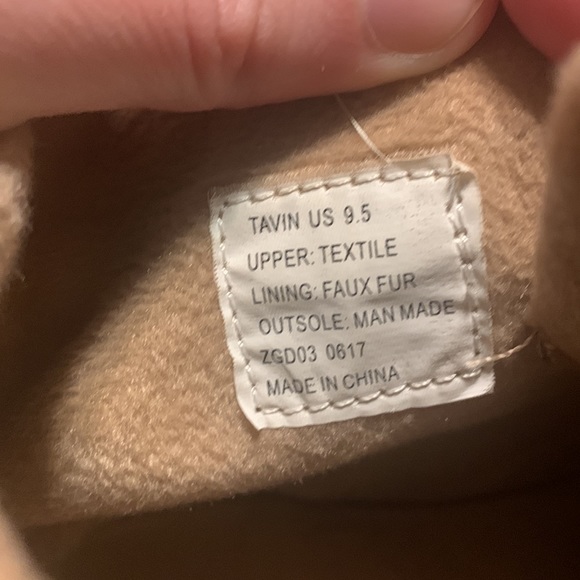 TAVIN US 9.5
UPPER: TEXTILE
LINING: FAUX FUR
OUTSOLE: MAN MADE
ZGD03 0617
MADE IN CHINA